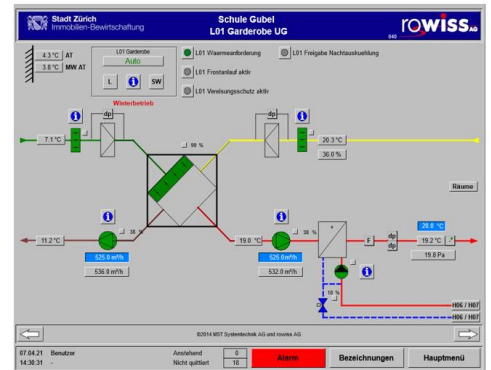 Stadt Zürich
Immobilien-Bewirtschaftung
Schule Gubel
L01 Garderobe UG
040
rowiss AG
4.3 °C AT
3.8 °C MW AT
L01 Garderobe
Auto
L
i
SW
Winterbetrieb
L01 Waermeanforderung
L01 Freigabe Nachtauskuehlung
L01 Frostanlauf aktiv
L01 Vereisungsschutz aktiv
i
dp
dp
i
7.1 °C
90 %
20.3 °C
36.0 %
Räume
i
i
38 %
38 %
11.2 °C
19.0 °C
F
dp
dp
20.0 °C
19.2 °C
19.8 Pa
525.0 m³/h
536.0 m³/h
525.0 m³/h
532.0 m³/h
i
10 %
H06 / H07
H06 / H07
©2014 MST Systemtechnik AG und rowiss AG
07.04.21 Benutzer
14:30:31 -
Anstehend 0
Nicht quittiert 18
Alarm
Bezeichnungen
Hauptmenü